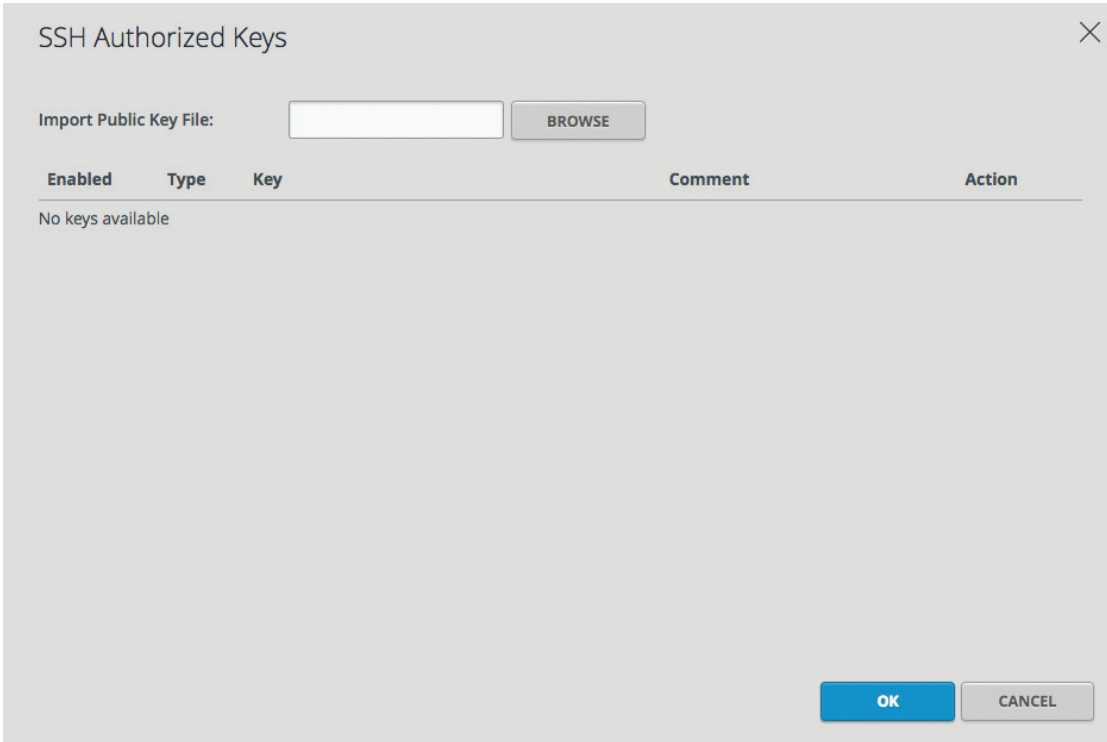 SSH Authorized Keys
Import Public Key File: BROWSE
Enabled Type Key Comment Action
No keys available
OK CANCEL